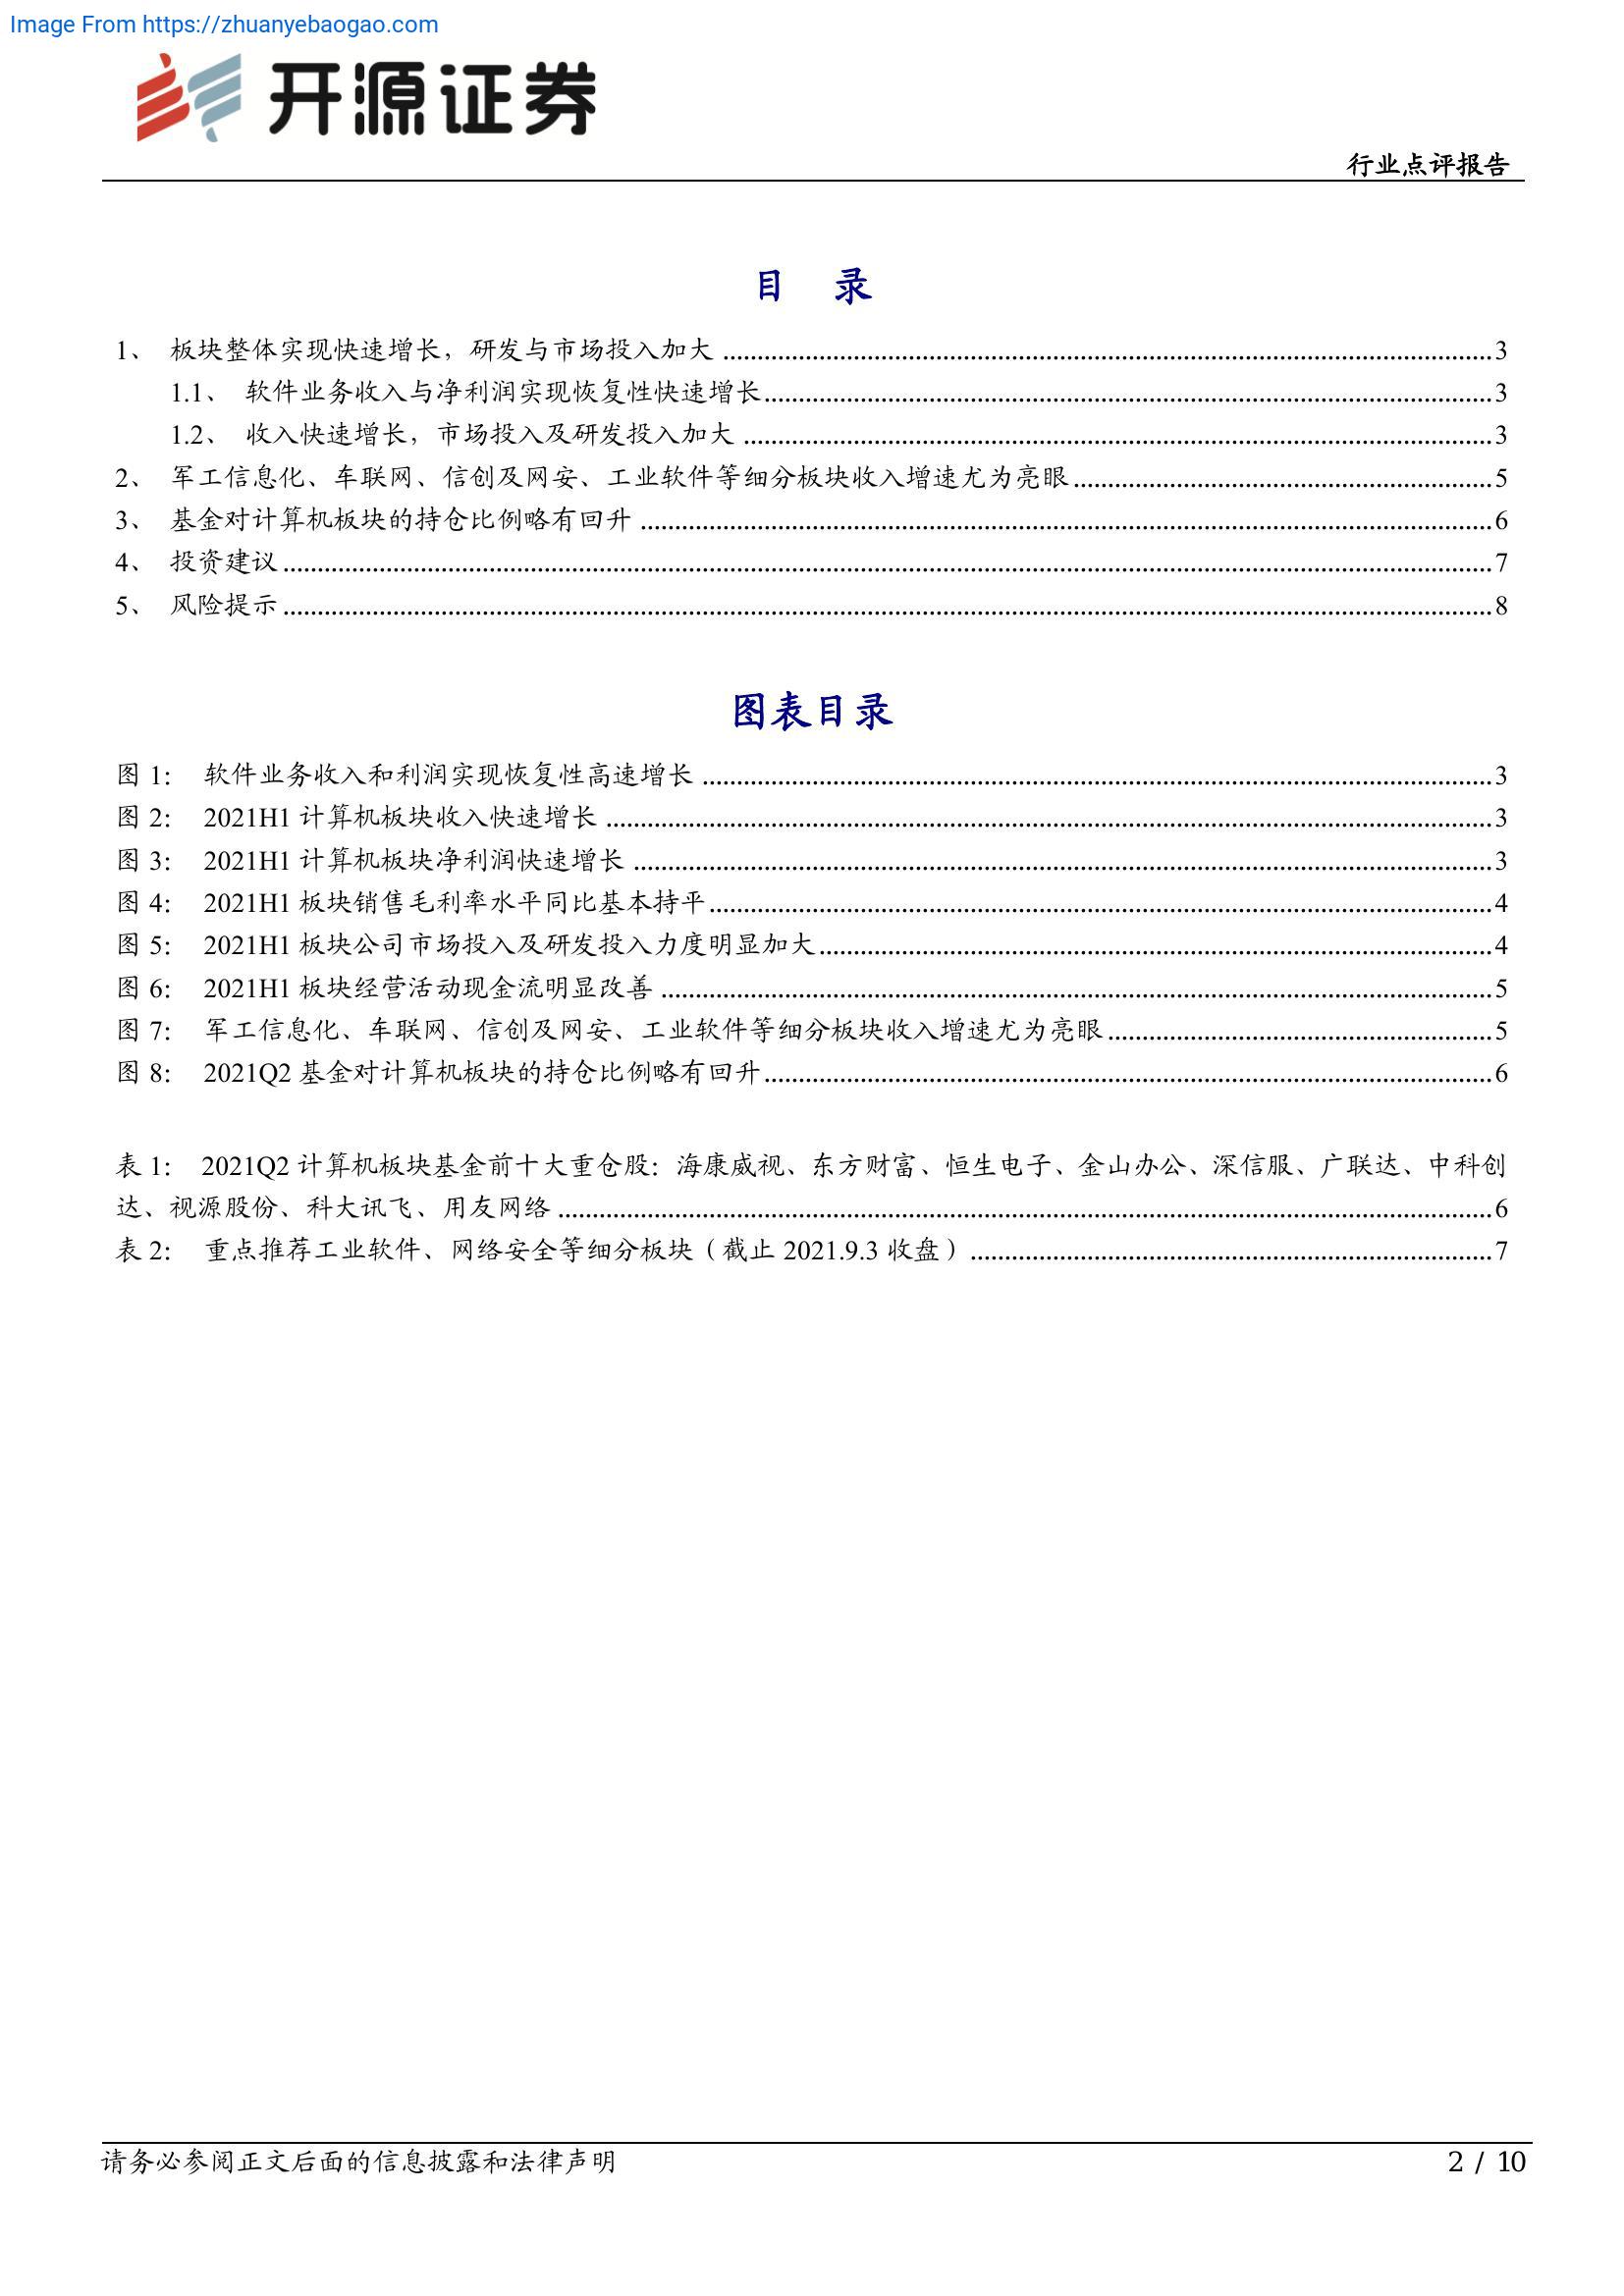 Image From https://zhuanyebaogao.com
开源证券
行业点评报告
目 录
1、 板块整体实现快速增长，研发与市场投入加大 ........ 3
1.1、 软件业务收入与净利润实现恢复性快速增长 ........ 3
1.2、 收入快速增长，市场投入及研发投入加大 ........ 3
2、 军工信息化、车联网、信创及网安、工业软件等细分板块收入增速尤为亮眼 ........ 5
3、 基金对计算机板块的持仓比例略有回升 ........ 6
4、 投资建议 ........ 7
5、 风险提示 ........ 8
图表目录
图 1： 软件业务收入和利润实现恢复性高速增长 ........ 3
图 2： 2021H1 计算机板块收入快速增长 ........ 3
图 3： 2021H1 计算机板块净利润快速增长 ........ 3
图 4： 2021H1 板块销售毛利率水平同比基本持平 ........ 4
图 5： 2021H1 板块公司市场投入及研发投入力度明显加大 ........ 4
图 6： 2021H1 板块经营活动现金流明显改善 ........ 5
图 7： 军工信息化、车联网、信创及网安、工业软件等细分板块收入增速尤为亮眼 ........ 5
图 8： 2021Q2 基金对计算机板块的持仓比例略有回升 ........ 6
表 1： 2021Q2 计算机板块基金前十大重仓股：海康威视、东方财富、恒生电子、金山办公、深信服、广联达、中科创
达、视源股份、科大讯飞、用友网络 ........ 6
表 2： 重点推荐工业软件、网络安全等细分板块（截止 2021.9.3 收盘） ........ 7
请务必参阅正文后面的信息披露和法律声明
2 / 10